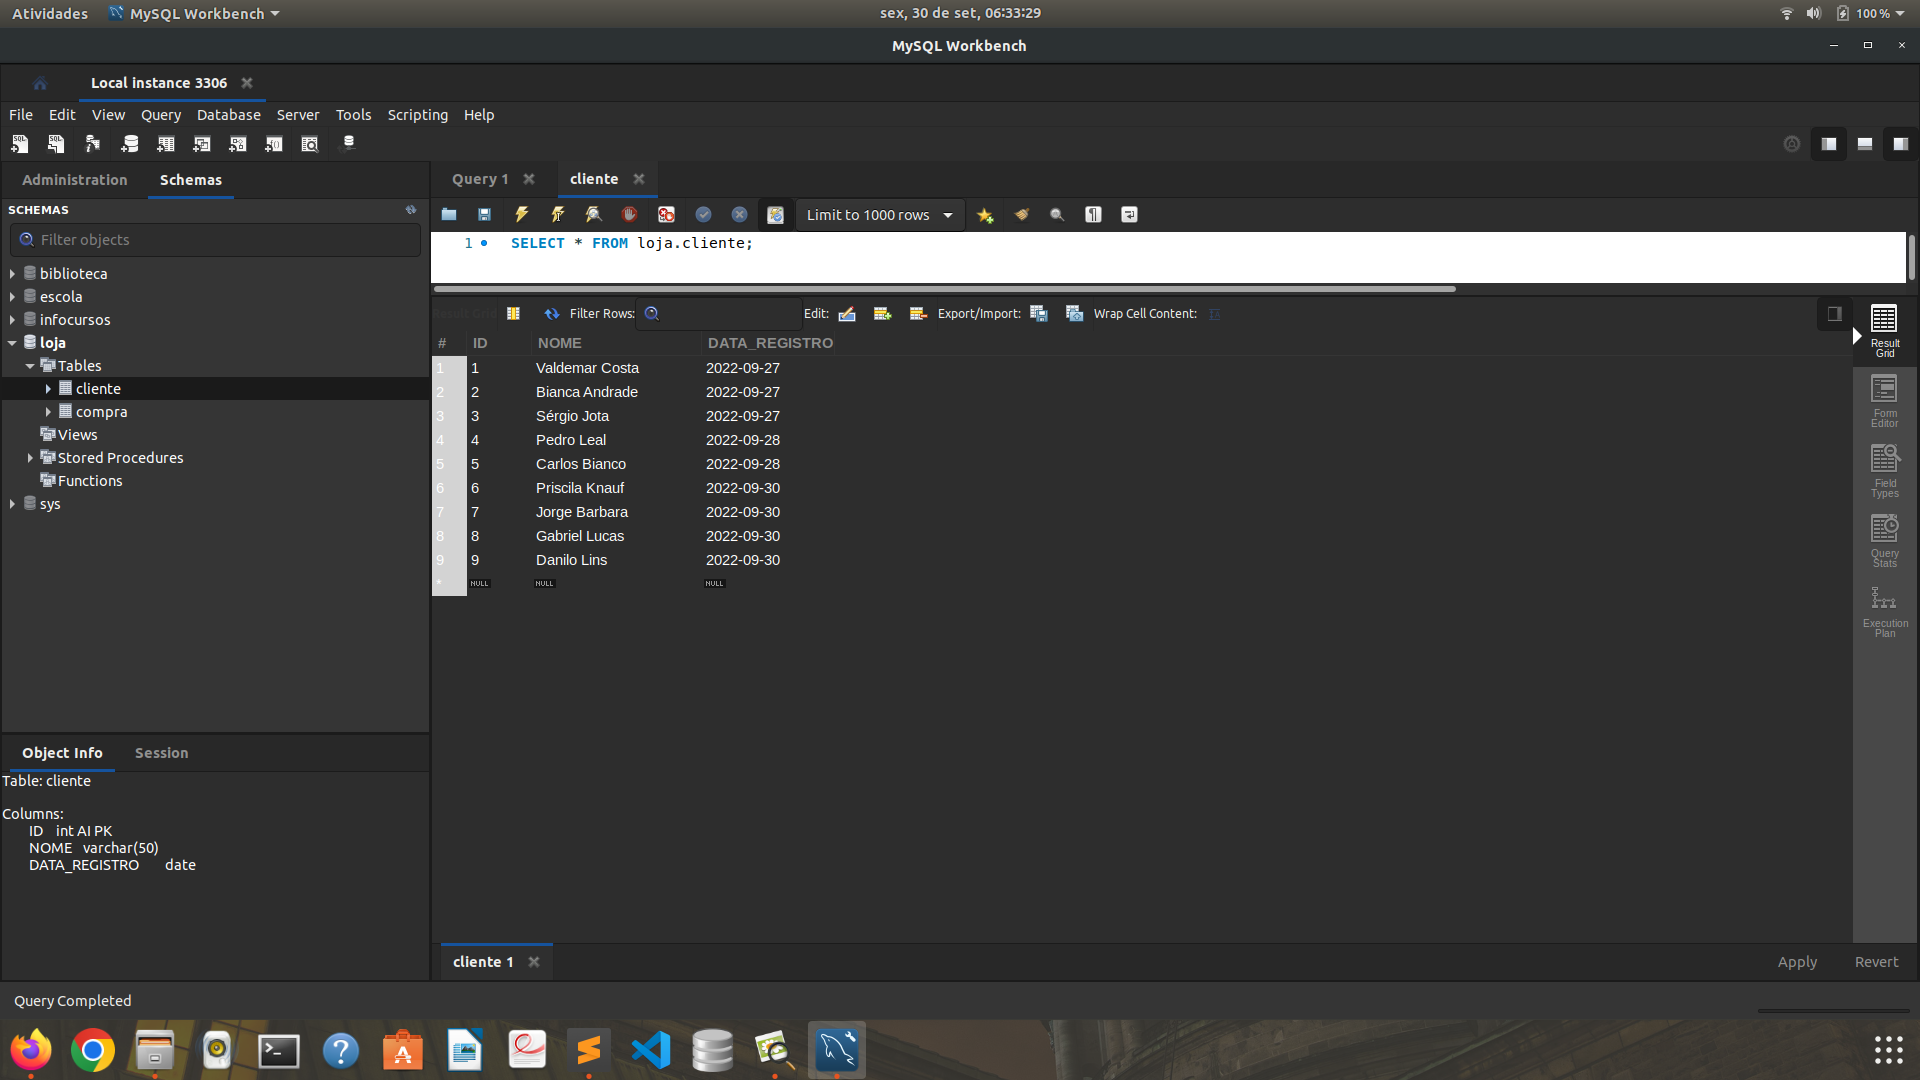 Atividades MySQL Workbench sex, 30 de set, 06:33:29 100 %
MySQL Workbench
Local instance 3306
File Edit View Query Database Server Tools Scripting Help
Administration Schemas
Query 1 cliente
SCHEMAS
Limit to 1000 rows
Filter objects
1 SELECT * FROM loja.cliente;
biblioteca
escola
infocursos
loja
Tables
cliente
compra
Views
Stored Procedures
Functions
sys
Result Grid Filter Rows: Edit: Export/Import: Wrap Cell Content:
# ID NOME DATA_REGISTRO
1 1 Valdemar Costa 2022-09-27
2 2 Bianca Andrade 2022-09-27
3 3 Sérgio Jota 2022-09-27
4 4 Pedro Leal 2022-09-28
5 5 Carlos Bianco 2022-09-28
6 6 Priscila Knauf 2022-09-30
7 7 Jorge Barbara 2022-09-30
8 8 Gabriel Lucas 2022-09-30
9 9 Danilo Lins 2022-09-30
* NULL NULL NULL
Result
Grid
Form
Editor
Field
Types
Query
Stats
Execution
Plan
Object Info Session
Table: cliente
Columns:
ID int AI PK
NOME varchar(50)
DATA_REGISTRO date
cliente 1 Apply Revert
Query Completed